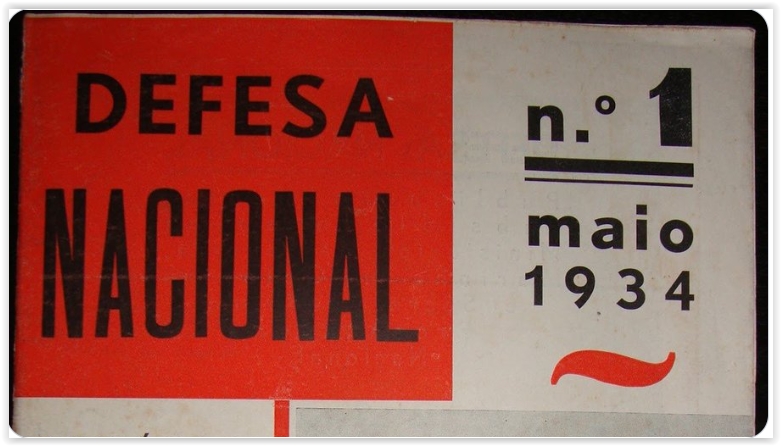 DEFESA
NACIONAL
n.º 1
maio
1934